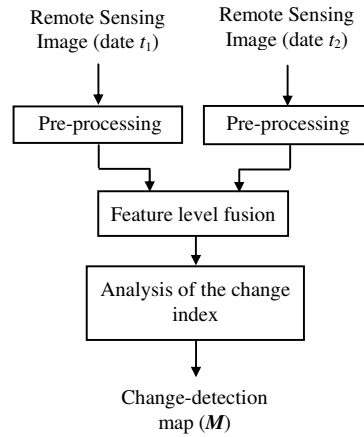 Remote Sensing
Image (date t₁)
Remote Sensing
Image (date t₂)
Pre-processing
Pre-processing
Feature level fusion
Analysis of the change
index
Change-detection
map (M)